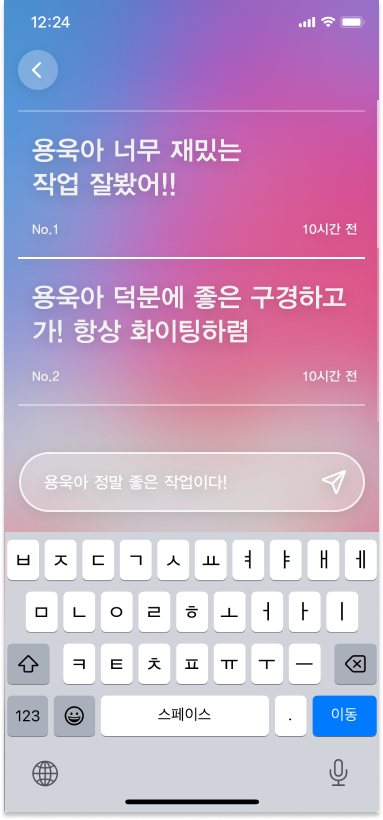 12:24
용욱아 너무 재밌는
작업 잘봤어!!
No.1 10시간 전
용욱아 덕분에 좋은 구경하고
가! 항상 화이팅하렴
No.2 10시간 전
용욱아 정말 좋은 작업이다!
ㅂ ㅈ ㄷ ㄱ ㅅ ㅛ ㅕ ㅑ ㅐ ㅔ
ㅁ ㄴ ㅇ ㄹ ㅎ ㅗ ㅓ ㅏ ㅣ
ㅋ ㅌ ㅊ ㅍ ㅠ ㅜ ㅡ
123 스페이스 . 이동